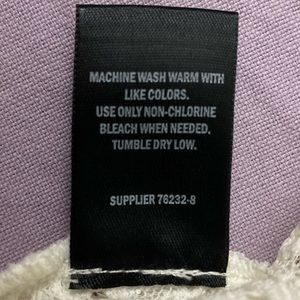 MACHINE WASH WARM WITH
LIKE COLORS.
USE ONLY NON-CHLORINE
BLEACH WHEN NEEDED.
TUMBLE DRY LOW.
SUPPLIER 76232-8